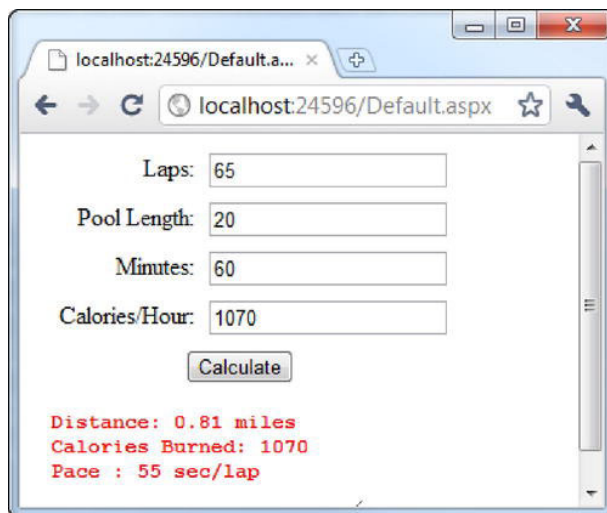 localhost:24596/Default.a...
localhost:24596/Default.aspx
Laps: 65
Pool Length: 20
Minutes: 60
Calories/Hour: 1070
Calculate
Distance: 0.81 miles
Calories Burned: 1070
Pace : 55 sec/lap